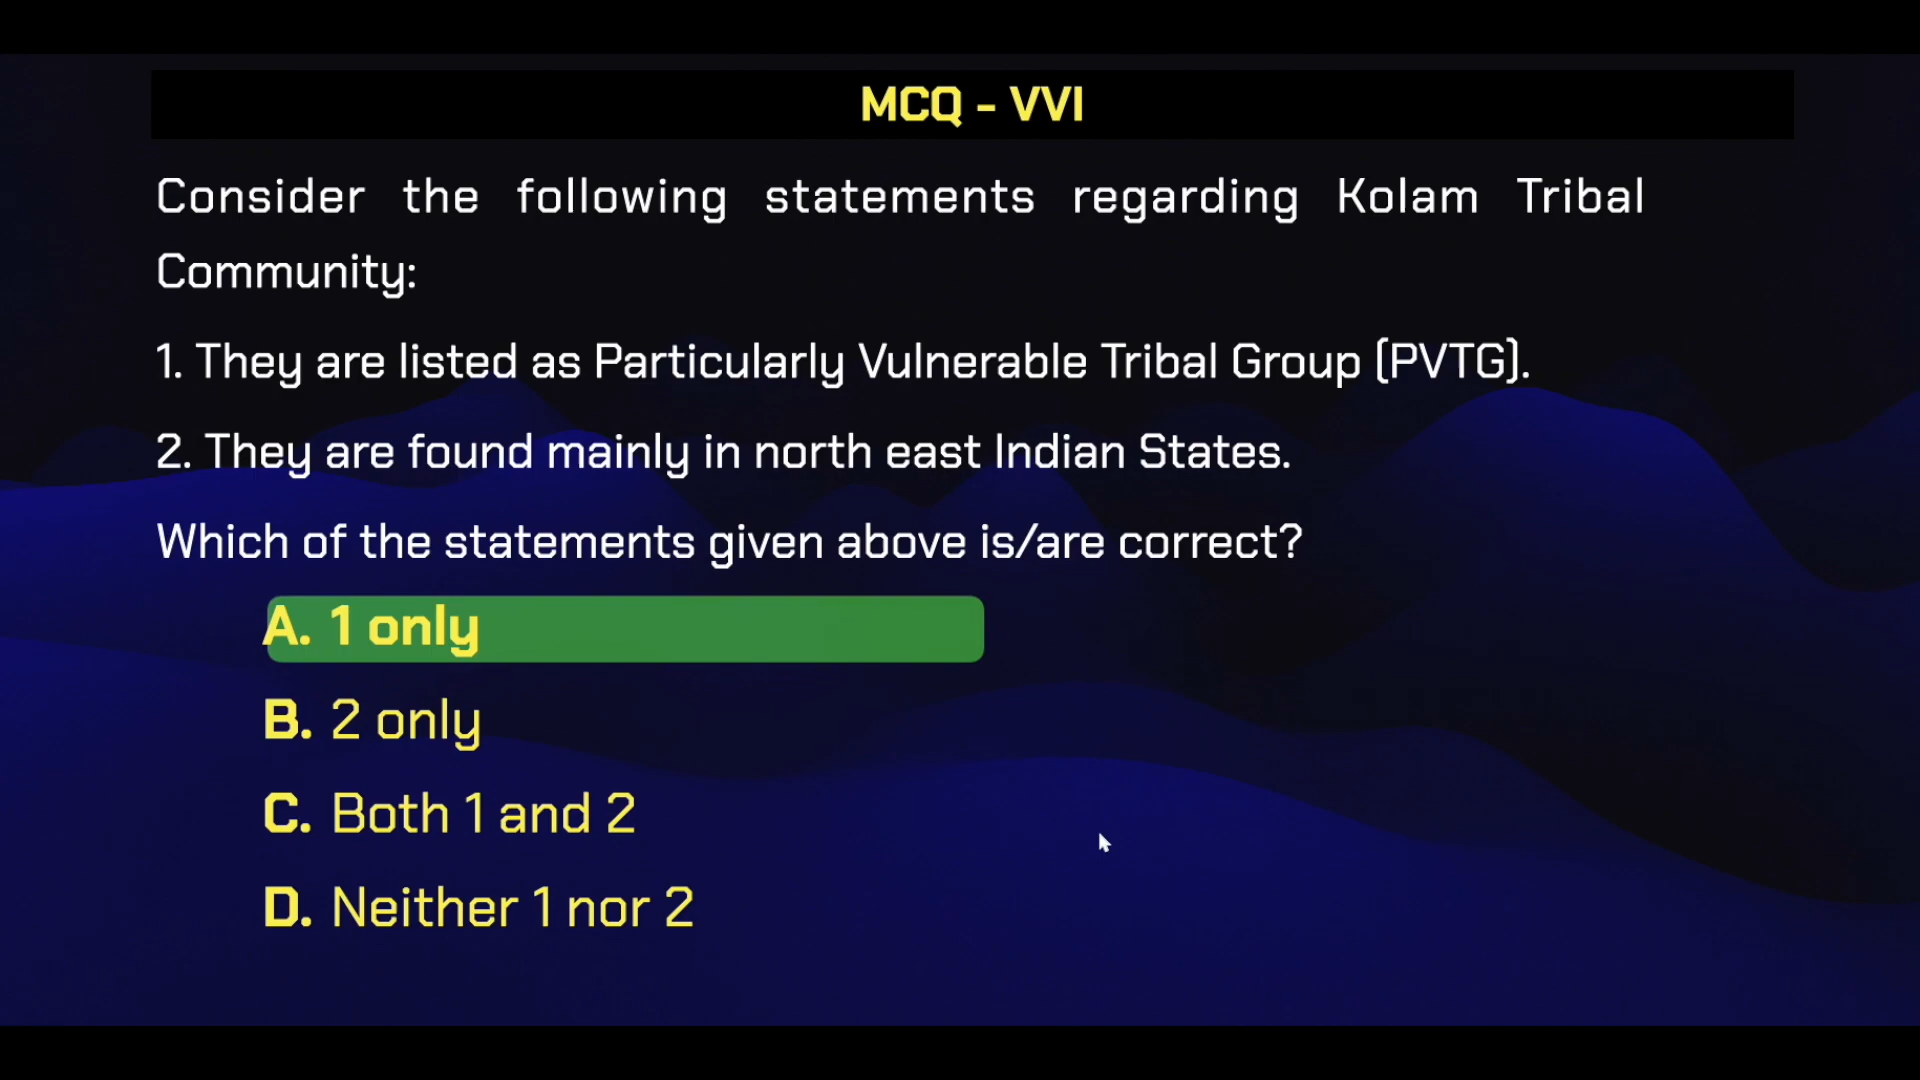 MCQ - VVI
Consider the following statements regarding Kolam Tribal
Community:
1. They are listed as Particularly Vulnerable Tribal Group (PVTG).
2. They are found mainly in north east Indian States.
Which of the statements given above is/are correct?
A. 1 only
B. 2 only
C. Both 1 and 2
D. Neither 1 nor 2